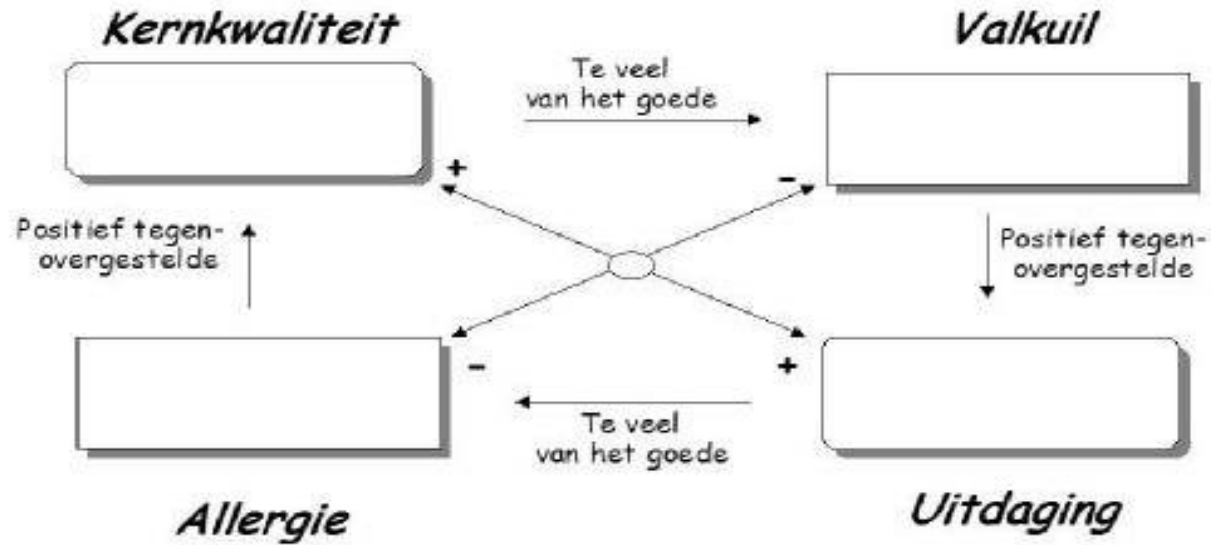 Kernkwaliteit
Valkuil
Te veel
van het goede
+
-
Positief tegen-
overgestelde
Positief tegen-
overgestelde
-
+
Te veel
van het goede
Allergie
Uitdaging